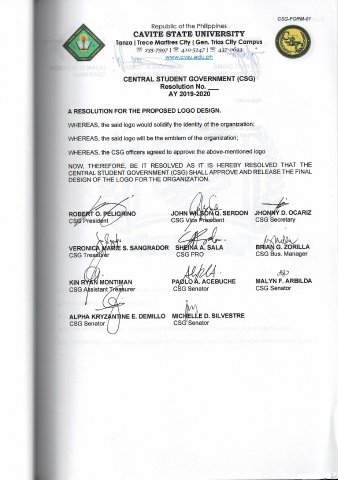 CSG-FORM-01
Republic of the Philippines
CAVITE STATE UNIVERSITY
Tanza | Trece Martires City | Gen. Trias City Campus
www.cvsu.edu.ph
CENTRAL STUDENT GOVERNMENT (CSG)
Resolution No. ___
AY 2019-2020
A RESOLUTION FOR THE PROPOSED LOGO DESIGN.
WHEREAS, the said logo would solidify the identity of the organization;
WHEREAS, the said logo will be the emblem of the organization;
WHEREAS, the CSG officers agreed to approve the above-mentioned logo
NOW, THEREFORE, BE IT RESOLVED AS IT IS HEREBY RESOLVED THAT THE
CENTRAL STUDENT GOVERNMENT (CSG) SHALL APPROVE AND RELEASE THE FINAL
DESIGN OF THE LOGO FOR THE ORGANIZATION.
ROBERT O. PELIGRINO JOHN WILSON Q. SERDON JHONNY D. OCARIZ
CSG President CSG Vice President CSG Secretary
VERONICA MARIE S. SANGRADOR SHEENA A. SALA BRIAN G. ZORILLA
CSG Treasurer CSG PRO CSG Bus. Manager
KIN RYAN MONTIMAN PAOLO A. ACEBUCHE MALYN F. ARBILDA
CSG Assistant Treasurer CSG Senator CSG Senator
ALPHA KRYZANTINE E. DEMILLO MICHELLE D. SILVESTRE
CSG Senator CSG Senator